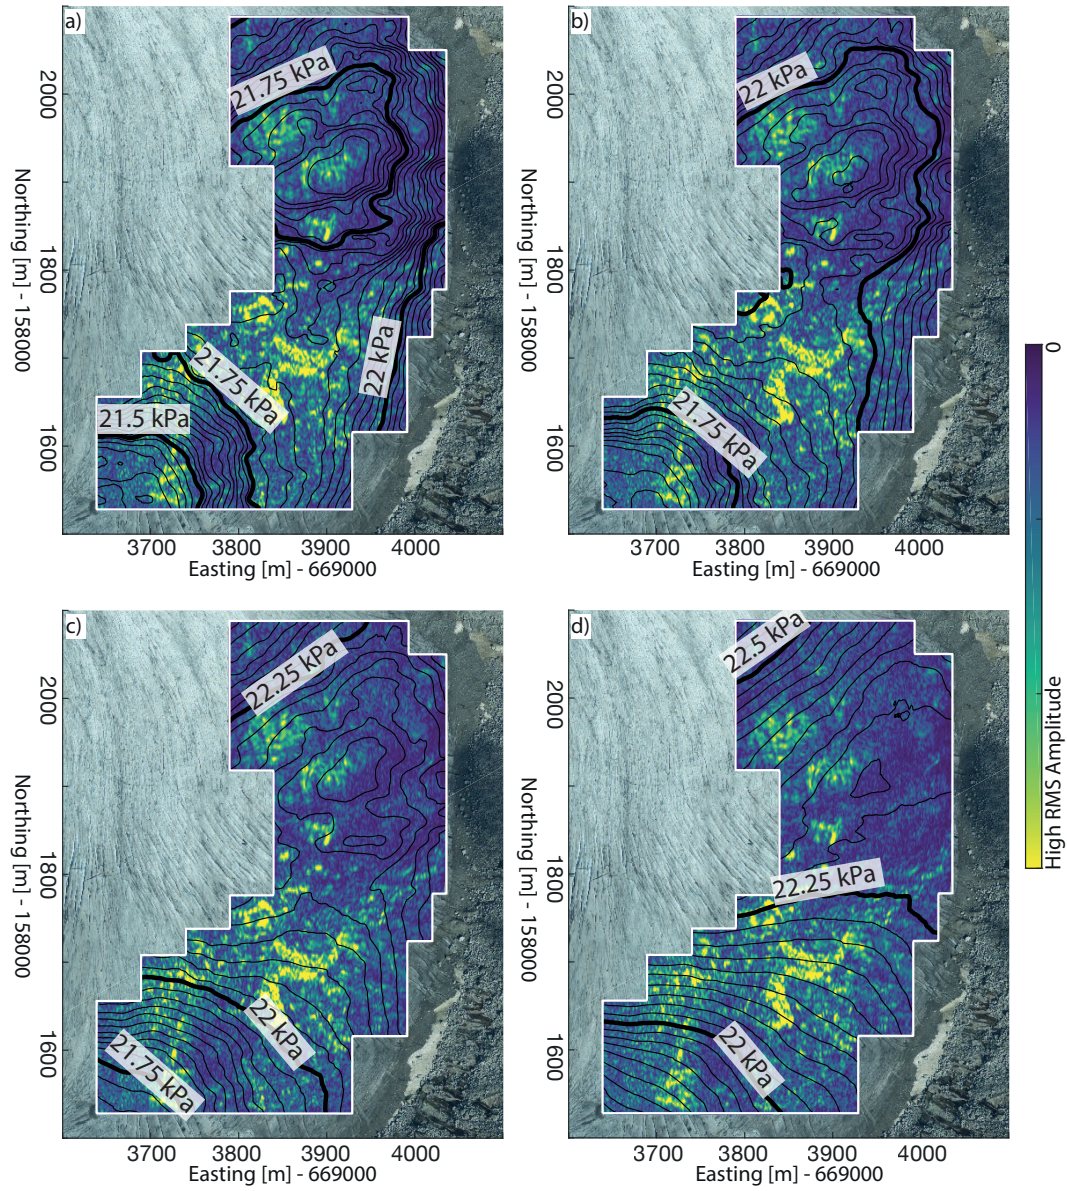 a)
21.75 kPa
22 kPa
21.75 kPa
21.5 kPa
2000
1800
1600
Northing [m] - 158000
3700 3800 3900 4000
Easting [m] - 669000
b)
22 kPa
21.75 kPa
2000
1800
1600
Northing [m] - 158000
3700 3800 3900 4000
Easting [m] - 669000
c)
22.25 kPa
22 kPa
21.75 kPa
2000
1800
1600
Northing [m] - 158000
3700 3800 3900 4000
Easting [m] - 669000
d)
22.5 kPa
22.25 kPa
22 kPa
2000
1800
1600
Northing [m] - 158000
3700 3800 3900 4000
Easting [m] - 669000
0
High RMS Amplitude